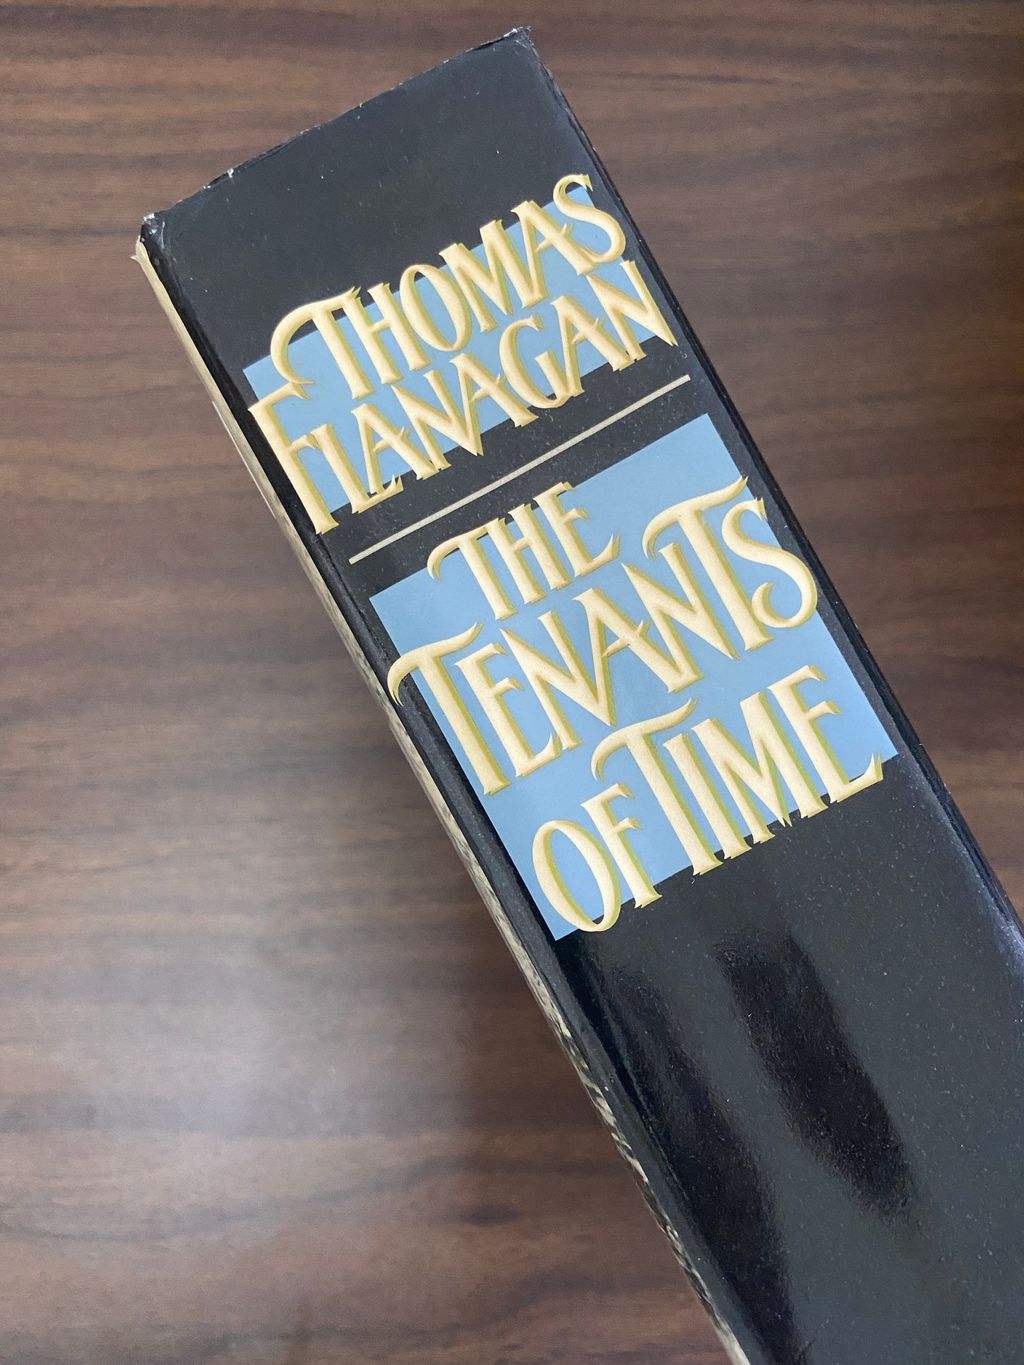 THOMAS
FLANAGAN
THE
TENANTS
OF TIME